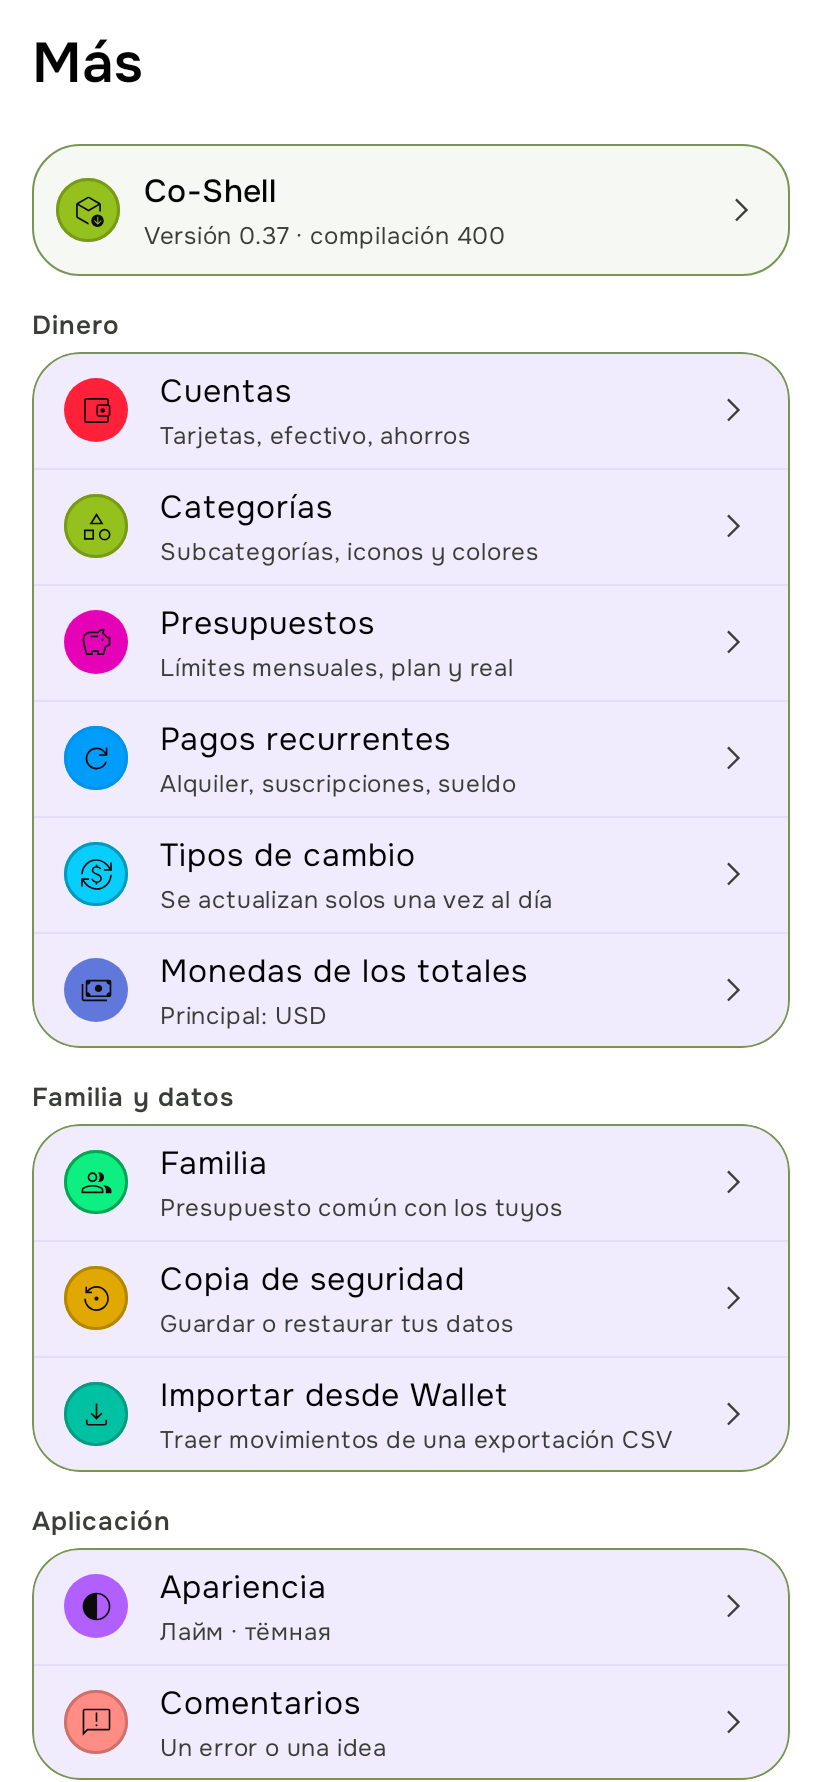 Más
Co-Shell
Versión 0.37 · compilación 400
Dinero
Cuentas
Tarjetas, efectivo, ahorros
Categorías
Subcategorías, iconos y colores
Presupuestos
Límites mensuales, plan y real
Pagos recurrentes
Alquiler, suscripciones, sueldo
Tipos de cambio
Se actualizan solos una vez al día
Monedas de los totales
Principal: USD
Familia y datos
Familia
Presupuesto común con los tuyos
Copia de seguridad
Guardar o restaurar tus datos
Importar desde Wallet
Traer movimientos de una exportación CSV
Aplicación
Apariencia
Лайм · тёмная
Comentarios
Un error o una idea